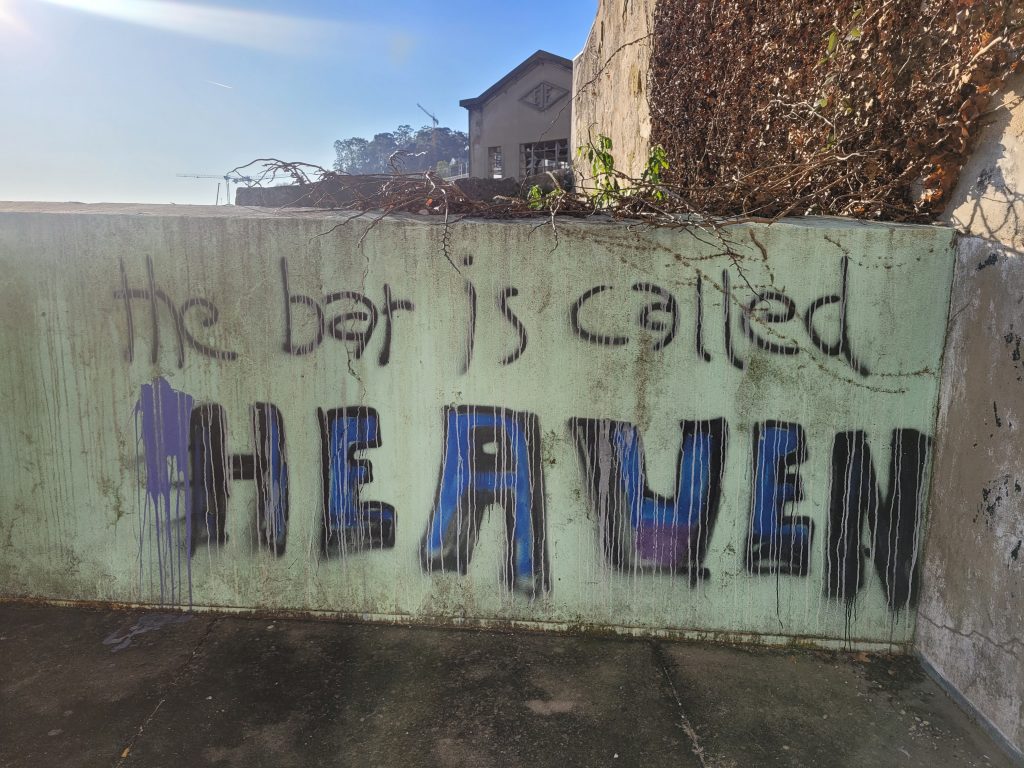 the bar is called
HEAVEN